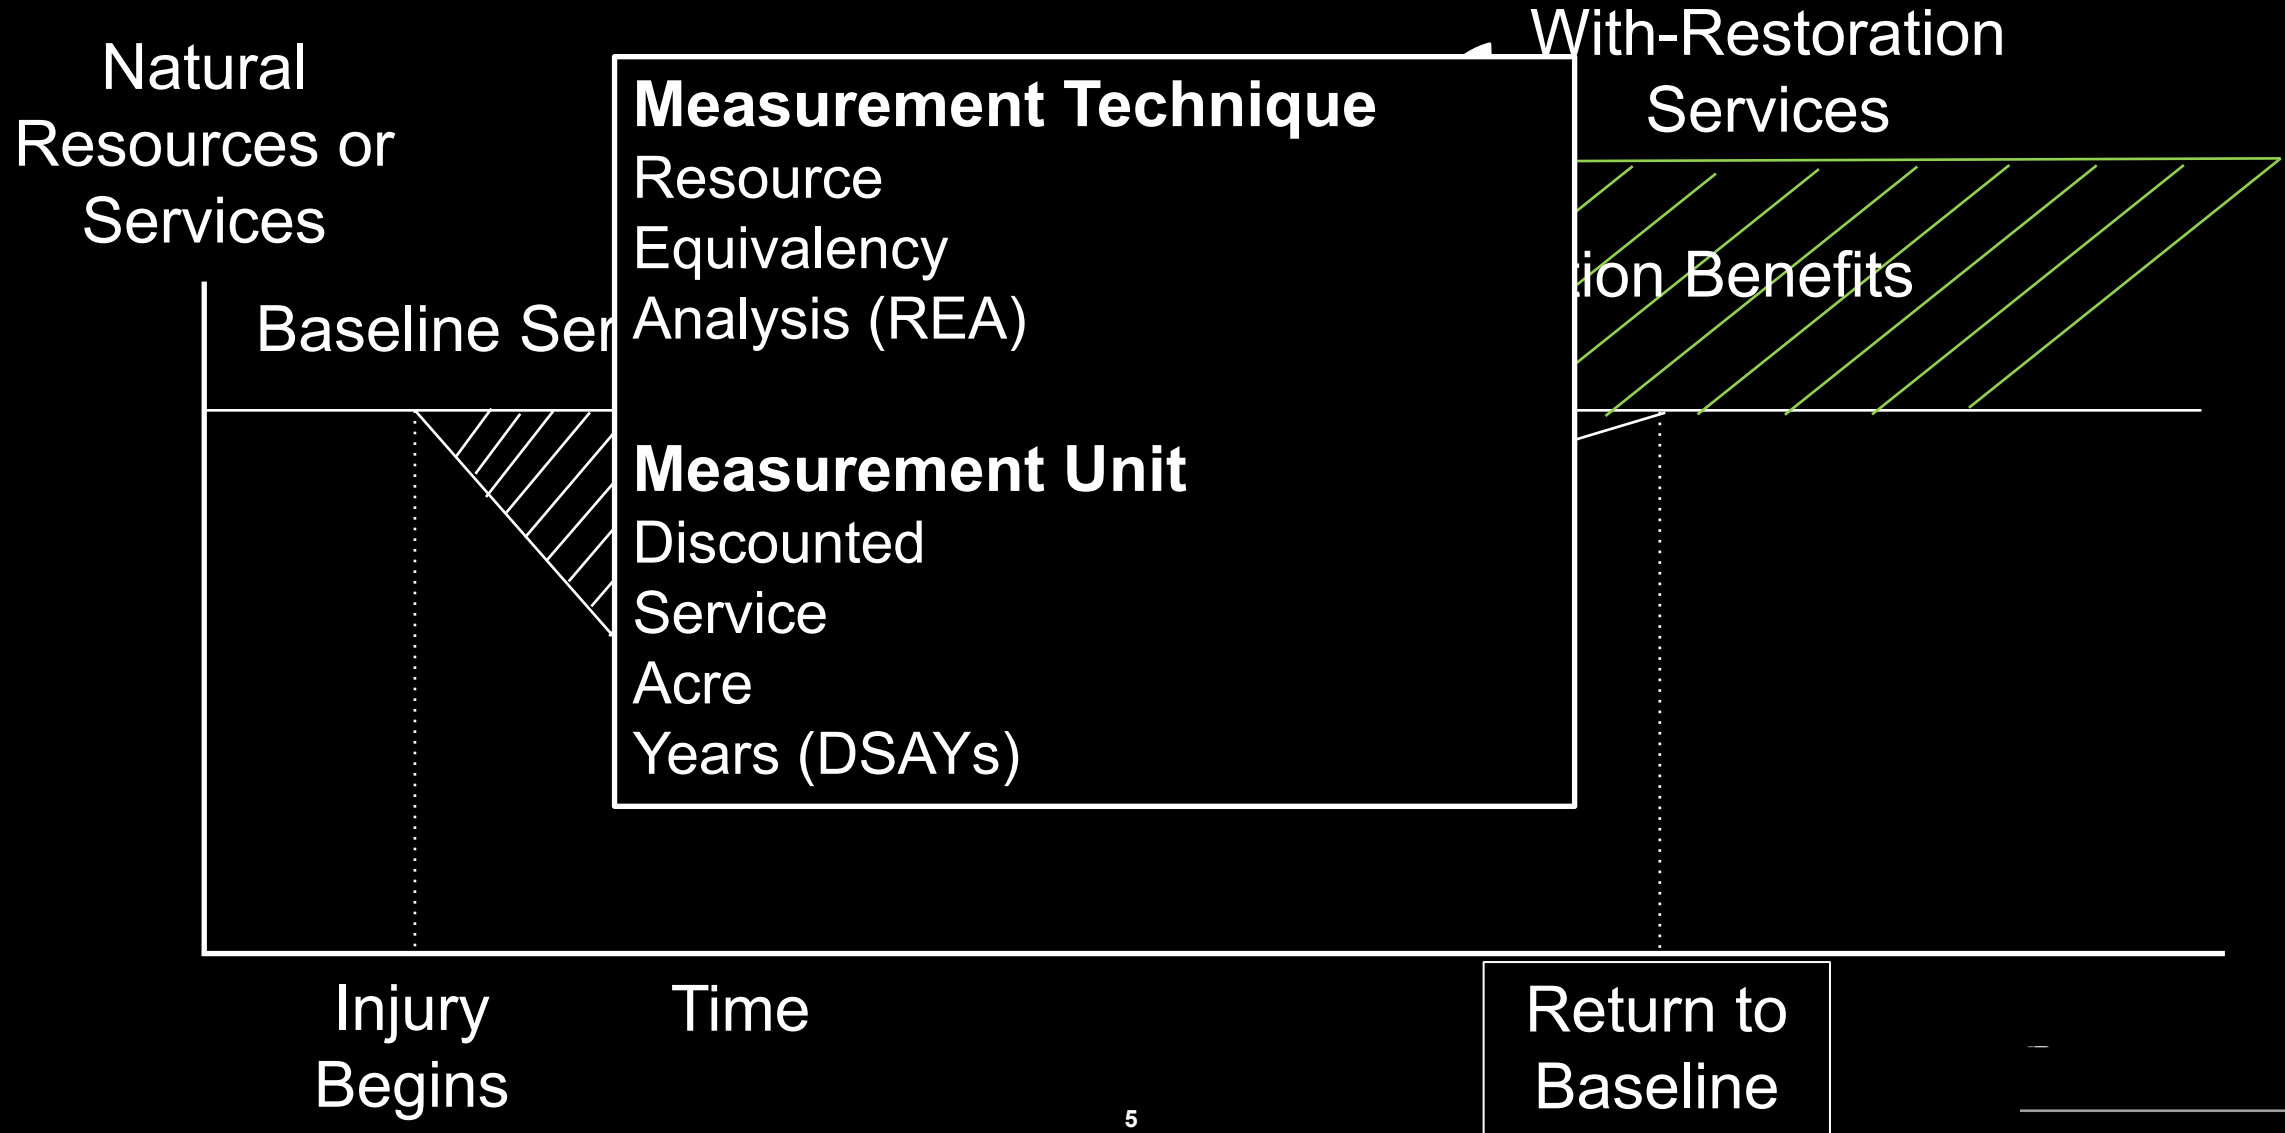 Natural
Resources or
Services
With-Restoration
Services
Measurement Technique
Resource
Equivalency
Analysis (REA)
Measurement Unit
Discounted
Service
Acre
Years (DSAYs)
Baseline Ser
tion Benefits
Injury
Begins
Time
Return to
Baseline
5